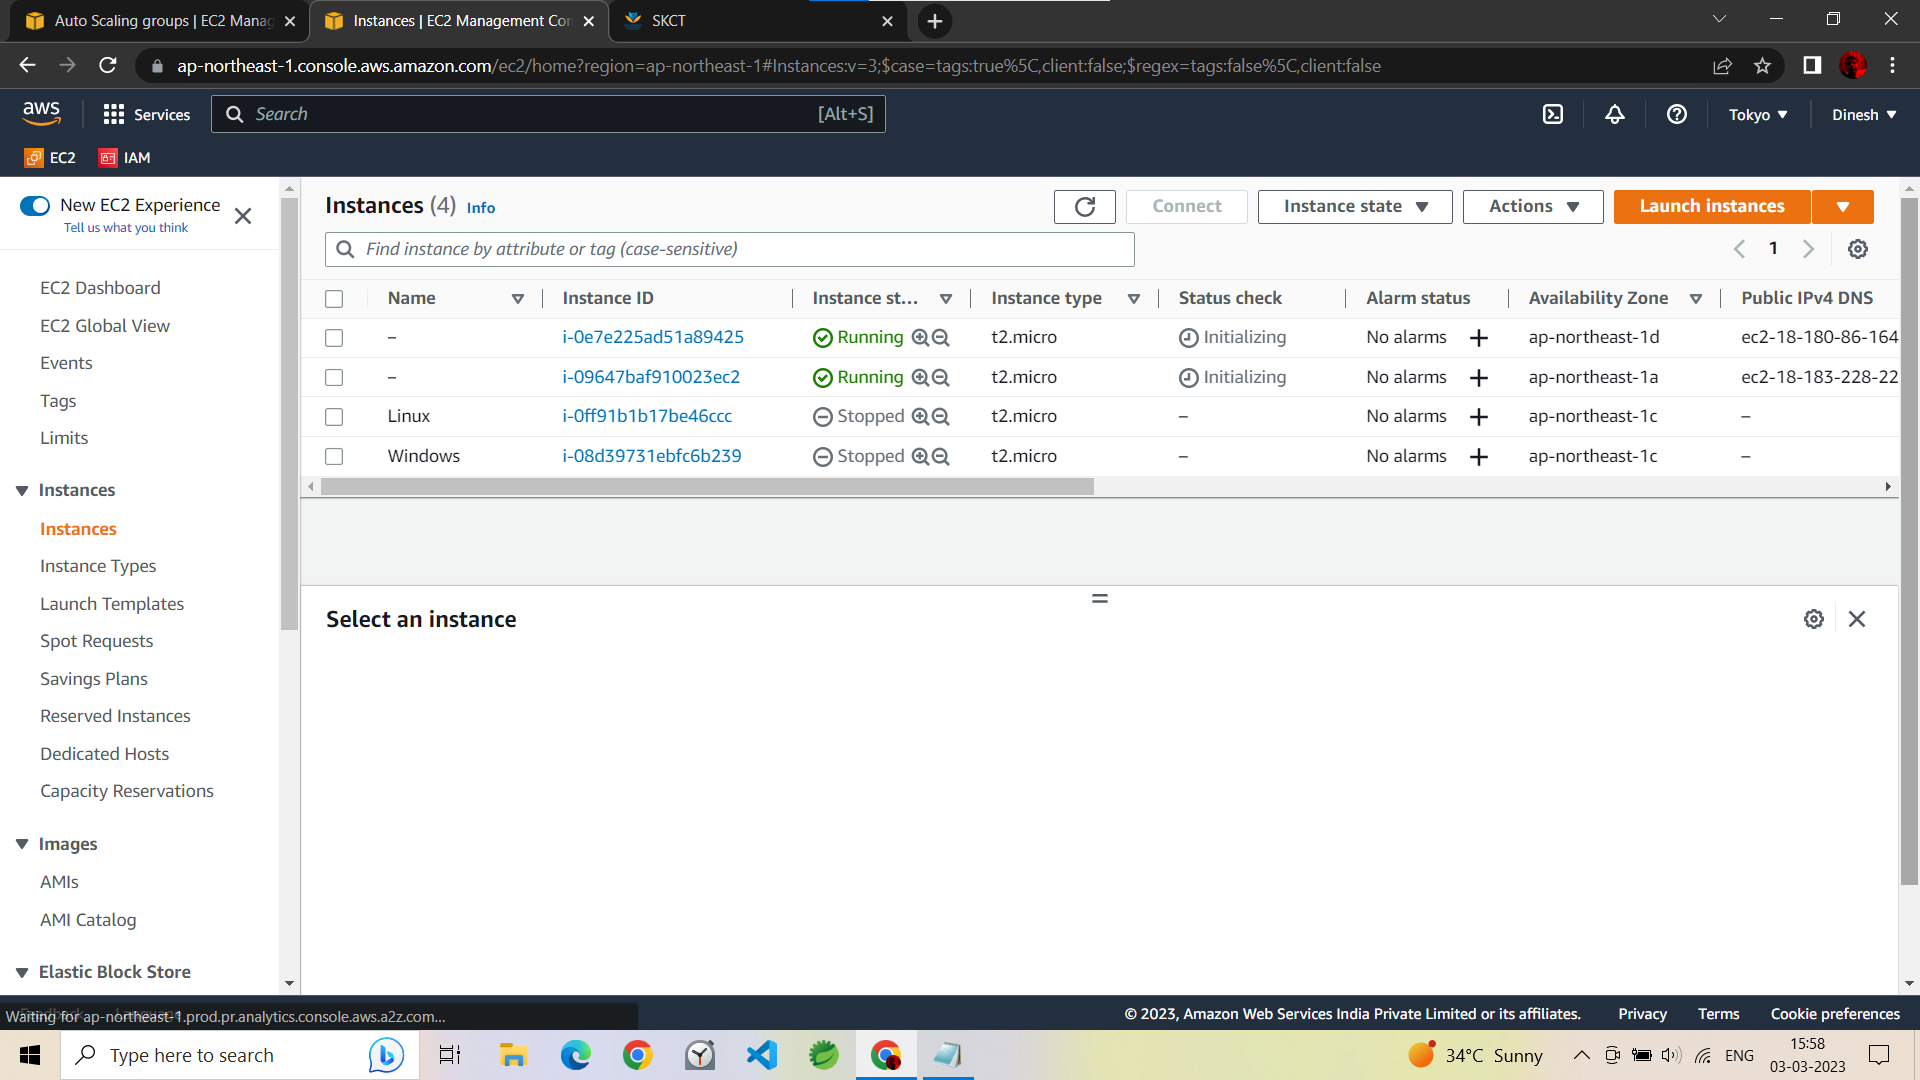 Auto Scaling groups | EC2 Manag
Instances | EC2 Management Con
SKCT
ap-northeast-1.console.aws.amazon.com/ec2/home?region=ap-northeast-1#Instances:v=3;$case=tags:true%5C,client:false;$regex=tags:false%5C,client:false
aws
Services
Search
[Alt+S]
Tokyo
Dinesh
EC2
IAM
New EC2 Experience
Tell us what you think
EC2 Dashboard
EC2 Global View
Events
Tags
Limits
Instances
Instances
Instance Types
Launch Templates
Spot Requests
Savings Plans
Reserved Instances
Dedicated Hosts
Capacity Reservations
Images
AMIs
AMI Catalog
Elastic Block Store
Instances (4) Info
Connect
Instance state
Actions
Launch instances
Find instance by attribute or tag (case-sensitive)
1
Name Instance ID Instance st... Instance type Status check Alarm status Availability Zone Public IPv4 DNS
– i-0e7e225ad51a89425 Running t2.micro Initializing No alarms + ap-northeast-1d ec2-18-180-86-164
– i-09647baf910023ec2 Running t2.micro Initializing No alarms + ap-northeast-1a ec2-18-183-228-22
Linux i-0ff91b1b17be46ccc Stopped t2.micro – No alarms + ap-northeast-1c –
Windows i-08d39731ebfc6b239 Stopped t2.micro – No alarms + ap-northeast-1c –
Select an instance
Waiting for ap-northeast-1.prod.pr.analytics.console.aws.a2z.com...
© 2023, Amazon Web Services India Private Limited or its affiliates.
Privacy
Terms
Cookie preferences
Type here to search
34°C Sunny
ENG
15:58
03-03-2023